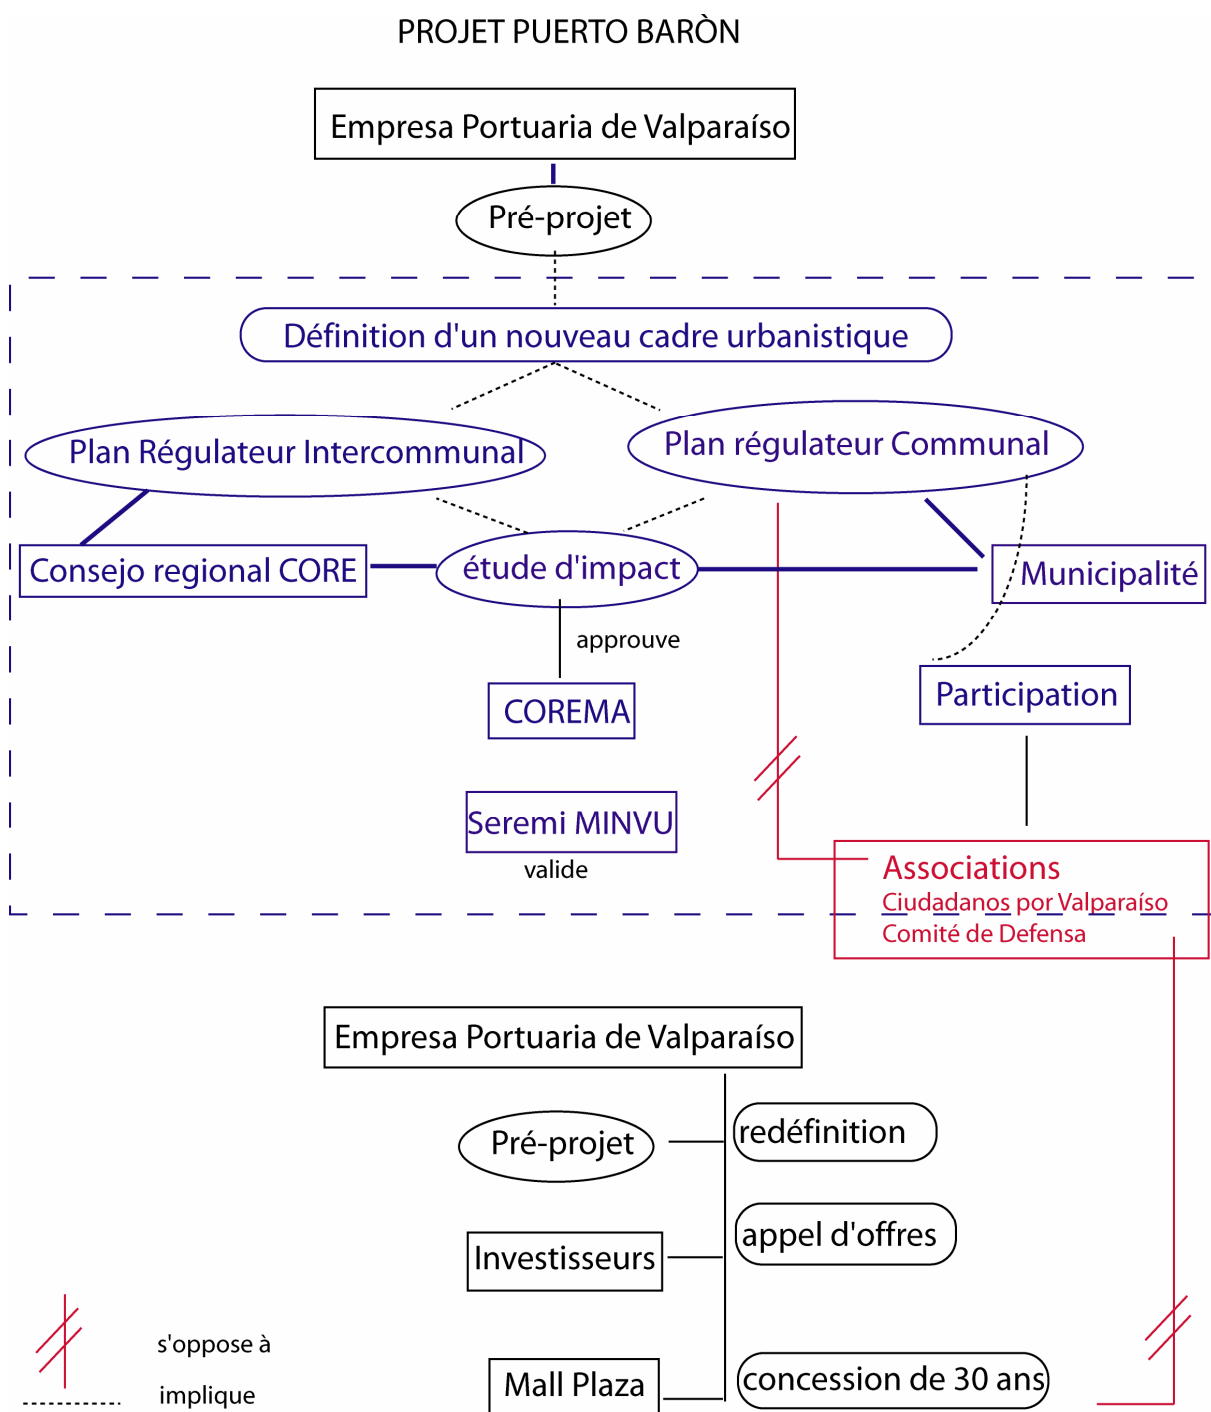 PROJET PUERTO BARÒN
Empresa Portuaria de Valparaíso
Pré-projet
Définition d'un nouveau cadre urbanistique
Plan Régulateur Intercommunal
Plan régulateur Communal
Consejo regional CORE
étude d'impact
Municipalité
approuve
COREMA
Participation
Seremi MINVU
valide
Associations
Ciudadanos por Valparaíso
Comité de Defensa
Empresa Portuaria de Valparaíso
Pré-projet
redéfinition
appel d'offres
Investisseurs
s'oppose à
Mall Plaza
concession de 30 ans
implique